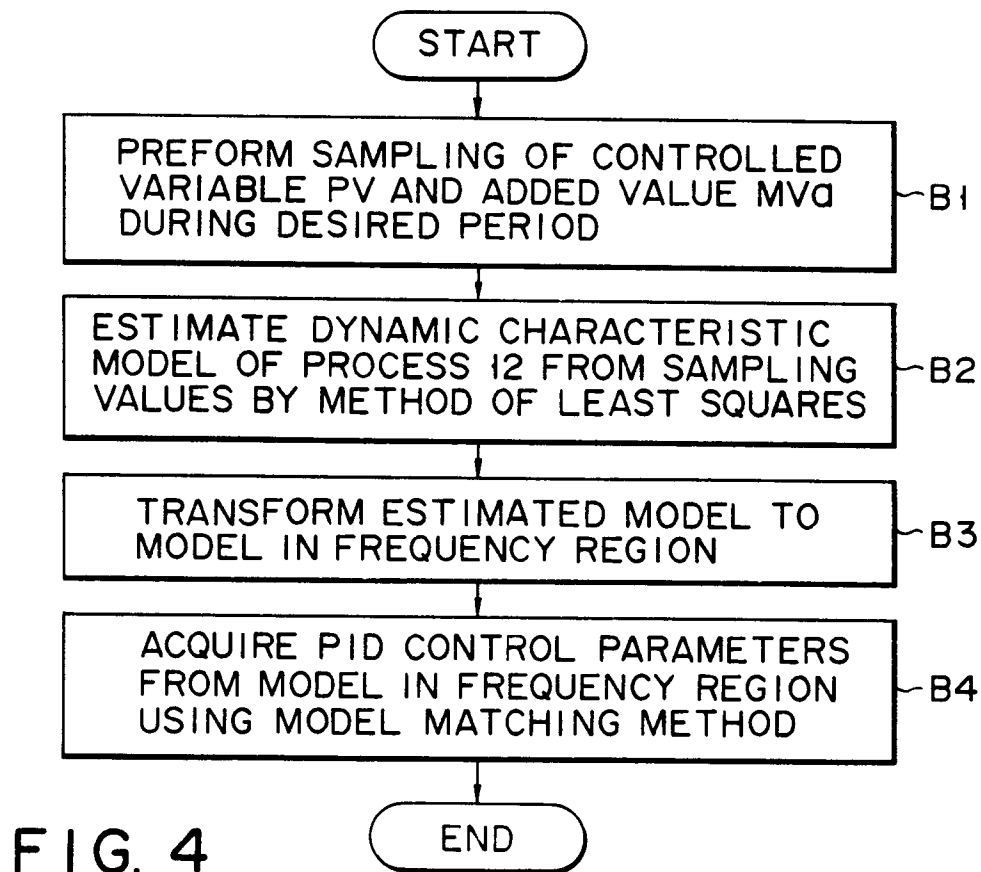 START
PREFORM SAMPLING OF CONTROLLED
VARIABLE PV AND ADDED VALUE MVa
DURING DESIRED PERIOD
B1
ESTIMATE DYNAMIC CHARACTERISTIC
MODEL OF PROCESS 12 FROM SAMPLING
VALUES BY METHOD OF LEAST SQUARES
B2
TRANSFORM ESTIMATED MODEL TO
MODEL IN FREQUENCY REGION
B3
ACQUIRE PID CONTROL PARAMETERS
FROM MODEL IN FREQUENCY REGION
USING MODEL MATCHING METHOD
B4
END
FIG. 4